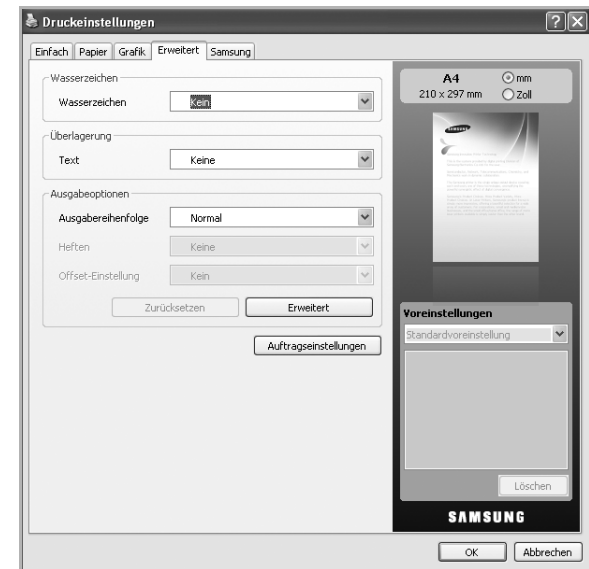 Druckeinstellungen
Einfach Papier Grafik Erweitert Samsung
Wasserzeichen
Wasserzeichen Kein
Überlagerung
Text Keine
Ausgabeoptionen
Ausgabereihenfolge Normal
Heften Keine
Offset-Einstellung Kein
Zurücksetzen Erweitert
Auftragseinstellungen
A4
210 x 297 mm
mm
Zoll
SAMSUNG
Voreinstellungen
Standardvoreinstellung
Löschen
SAMSUNG
OK Abbrechen